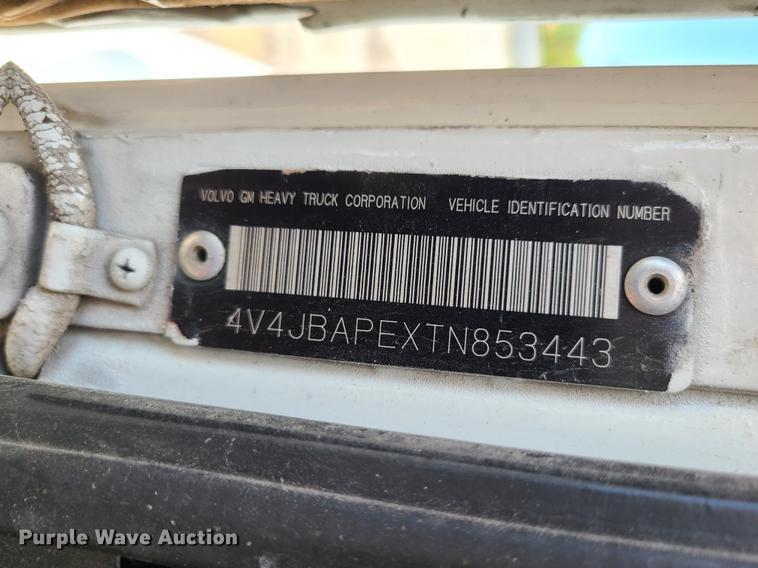 VOLVO GM HEAVY TRUCK CORPORATION VEHICLE IDENTIFICATION NUMBER
4V4JBAPEXTN853443
Purple Wave Auction